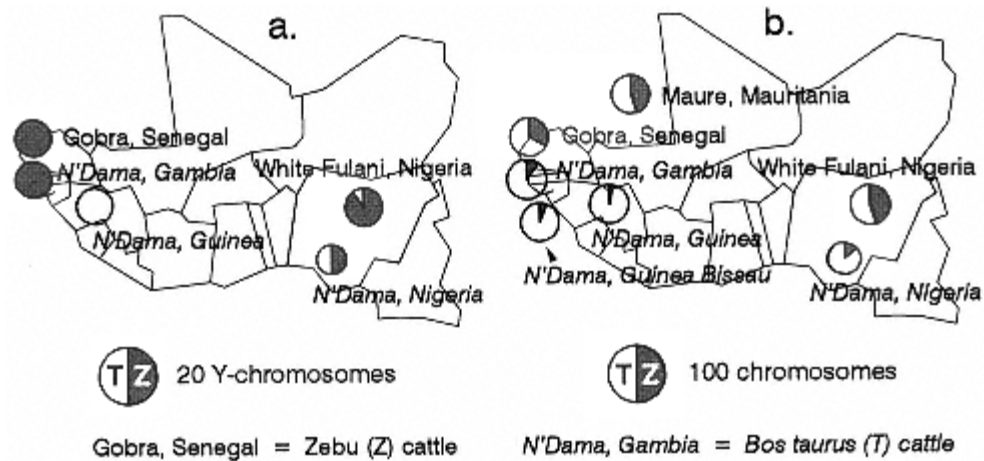 a.
Gobra, Senegal
N'Dama, Gambia
White Fulani, Nigeria
N'Dama, Guinea
N'Dama, Nigeria
T Z
20 Y-chromosomes
Gobra, Senegal = Zebu (Z) cattle
b.
Maure, Mauritania
Gobra, Senegal
N'Dama, Gambia
White Fulani, Nigeria
N'Dama, Guinea
N'Dama, Guinea Bissau
N'Dama, Nigeria
T Z
100 chromosomes
N'Dama, Gambia = Bos taurus (T) cattle